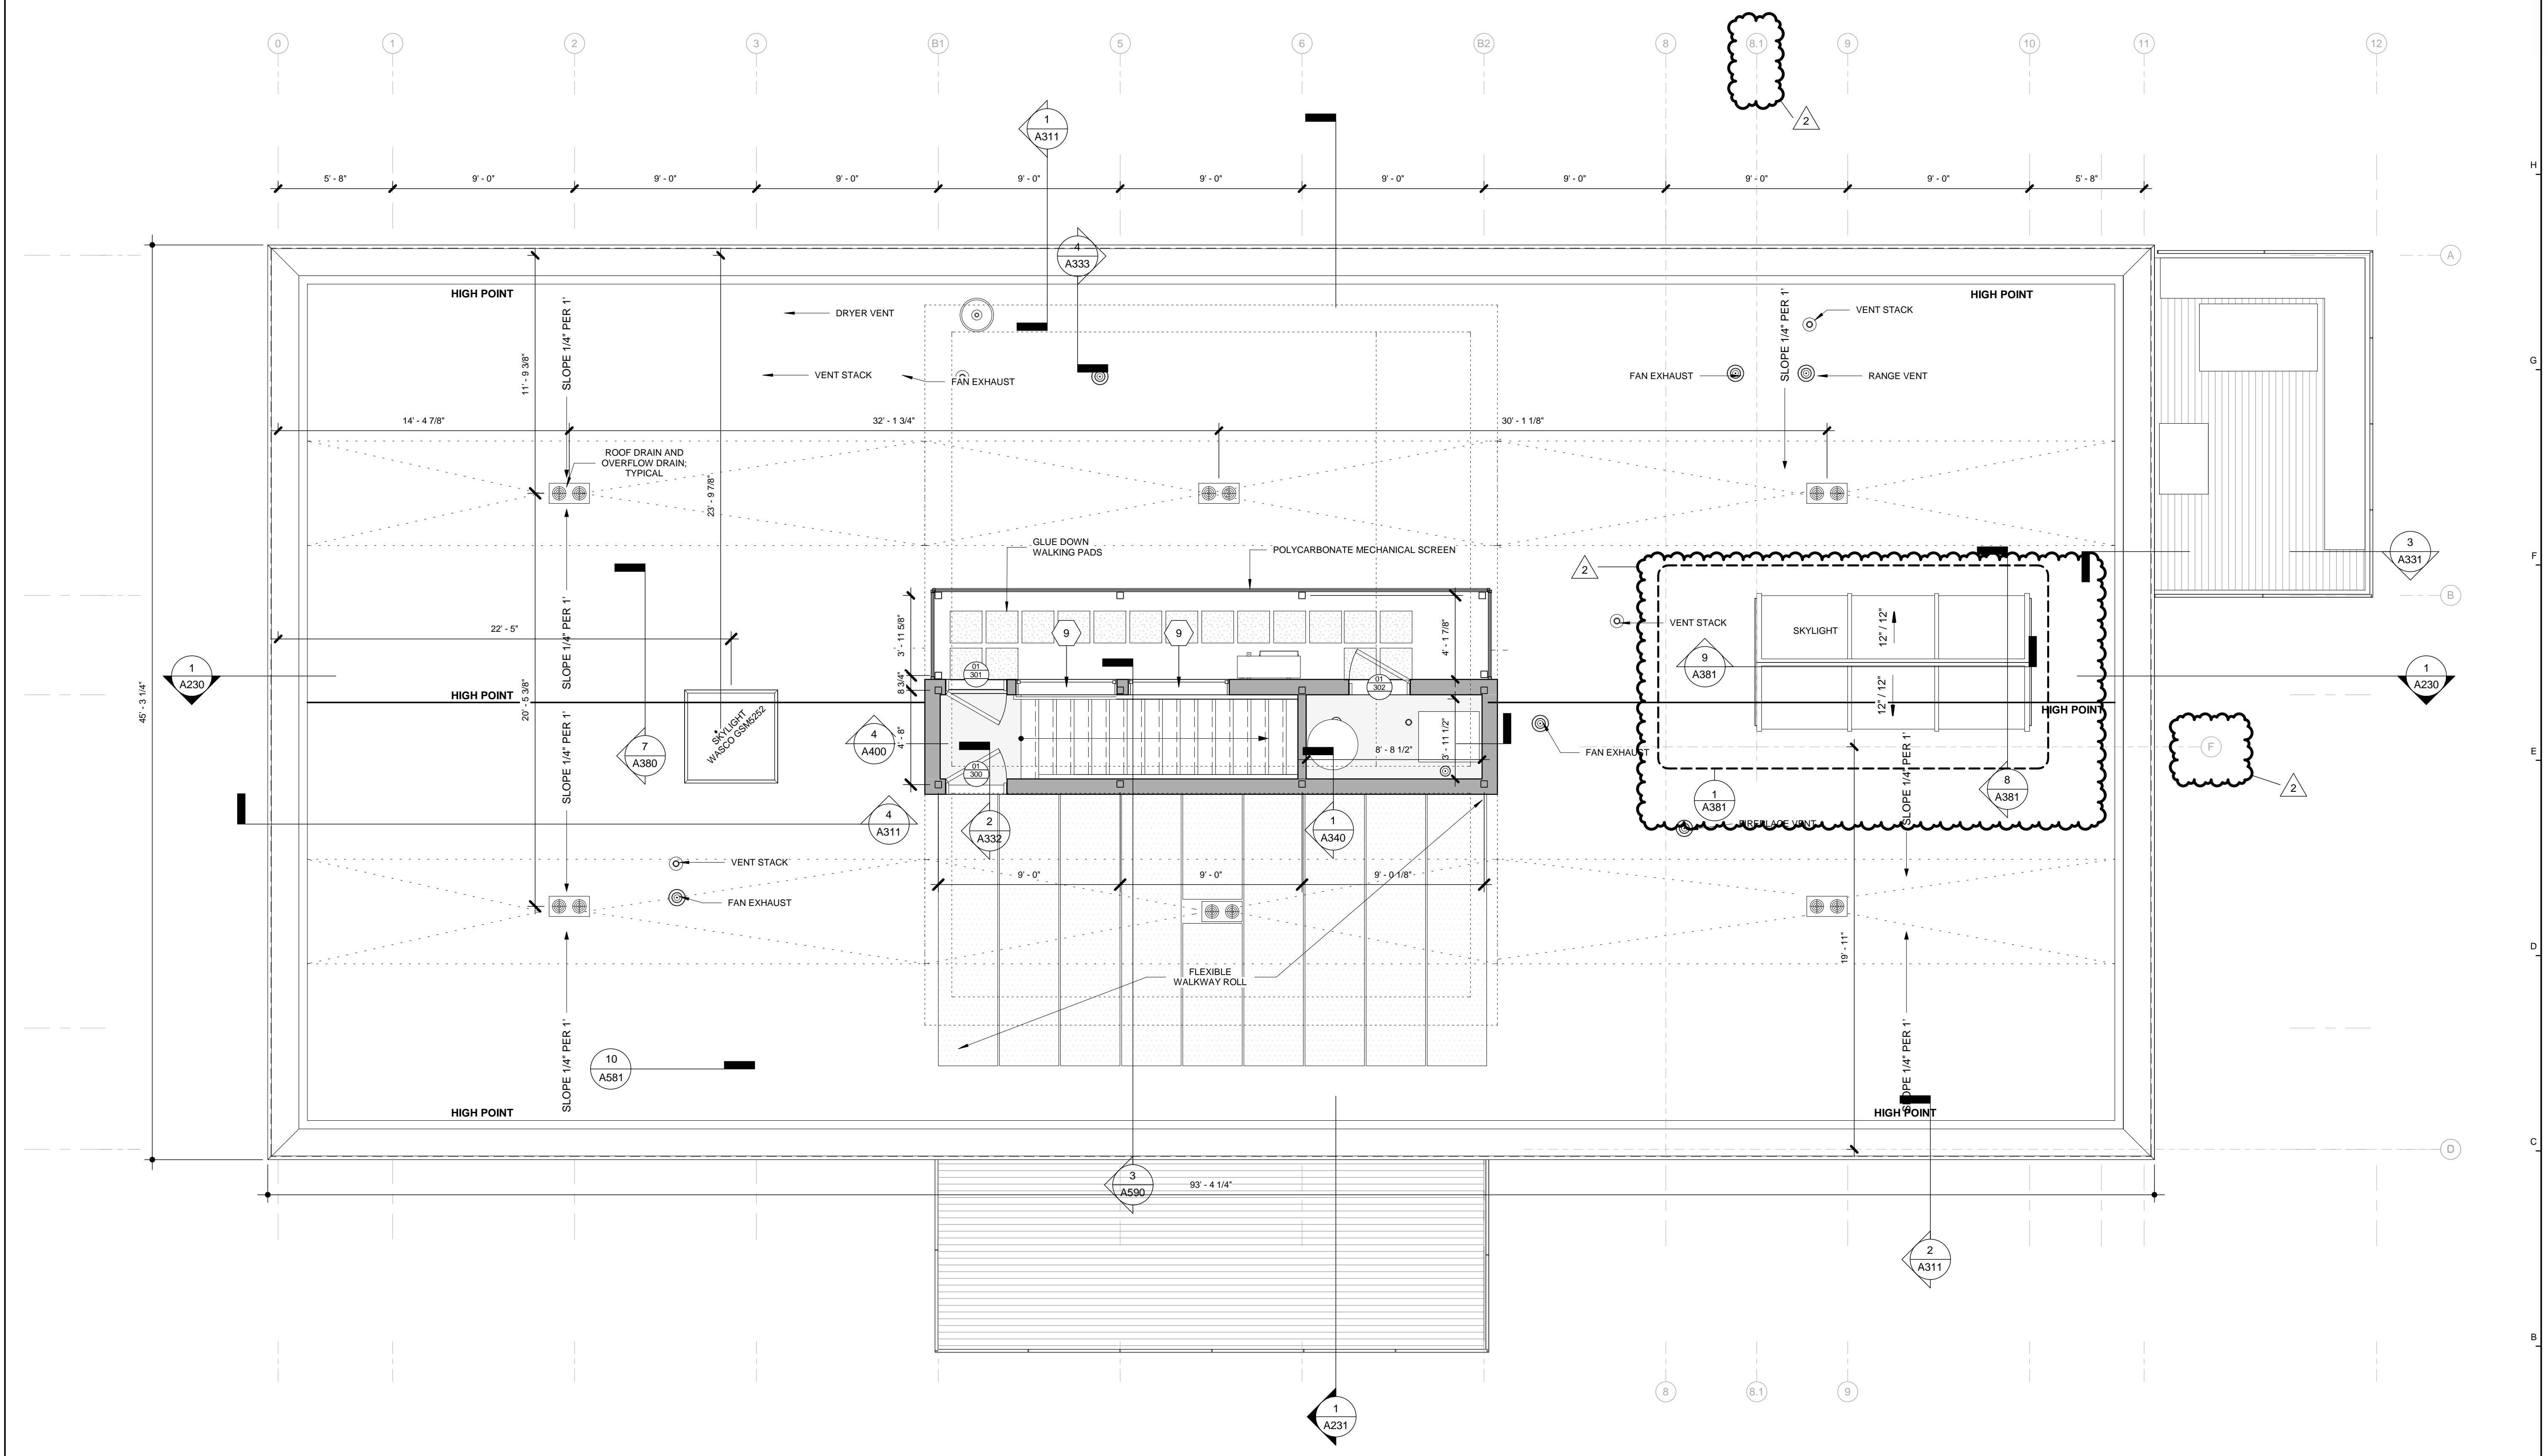 0
1
2
3
B1
5
6
B2
8
8.1
9
10
11
12
2
1
A311
H
5' - 8"
9' - 0"
9' - 0"
9' - 0"
9' - 0"
9' - 0"
9' - 0"
9' - 0"
9' - 0"
9' - 0"
5' - 8"
4
A333
A
HIGH POINT
HIGH POINT
SLOPE 1/4" PER 1'
SLOPE 1/4" PER 1'
DRYER VENT
VENT STACK
11' - 9 3/8"
G
VENT STACK
FAN EXHAUST
FAN EXHAUST
RANGE VENT
14' - 4 7/8"
32' - 1 3/4"
30' - 1 1/8"
ROOF DRAIN AND
OVERFLOW DRAIN;
TYPICAL
23' - 9 7/8"
GLUE DOWN
WALKING PADS
POLYCARBONATE MECHANICAL SCREEN
3
A331
F
2
B
SLOPE 1/4" PER 1'
22' - 5"
3' - 11 5/8"
9
9
4' - 1 7/8"
VENT STACK
SKYLIGHT
12" / 12"
9
A381
1
A230
01
301
01
302
8 3/4"
1
A230
HIGH POINT
20' - 5 3/8"
12" / 12"
HIGH POINT
45' - 3 1/4"
SKYLIGHT
WASCO GSM5252
4
A400
4' - 8"
8' - 8 1/2"
3' - 11 1/2"
FAN EXHAUST
F
E
7
A380
01
300
SLOPE 1/4" PER 1'
SLOPE 1/4" PER 1'
8
A381
2
1
A381
4
A311
2
A332
1
A340
FIREPLACE VENT
VENT STACK
9' - 0"
9' - 0"
9' - 0 1/8"
FAN EXHAUST
19' - 11"
D
FLEXIBLE
WALKWAY ROLL
SLOPE 1/4" PER 1'
SLOPE 1/4" PER 1'
10
A581
HIGH POINT
HIGH POINT
C
D
3
A590
93' - 4 1/4"
2
A311
B
8
8.1
9
1
A231